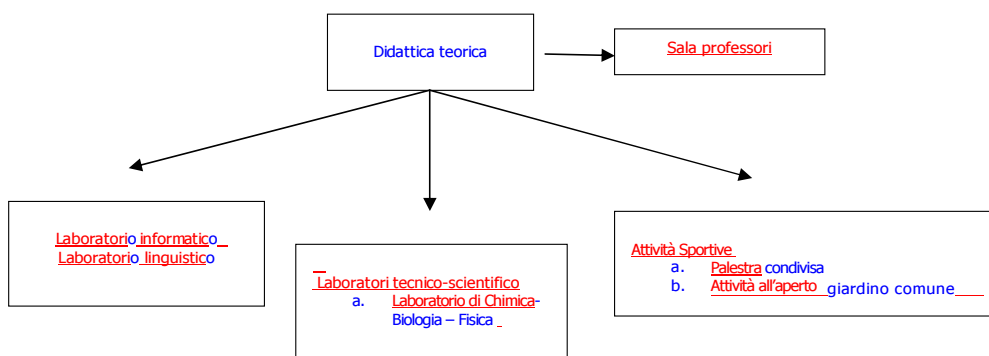 Didattica teorica
Sala professori
Laboratorio informatico
Laboratorio linguistico
Laboratori tecnico-scientifico
a. Laboratorio di Chimica-
Biologia – Fisica
Attività Sportive
a. Palestra condivisa
b. Attività all'aperto giardino comune